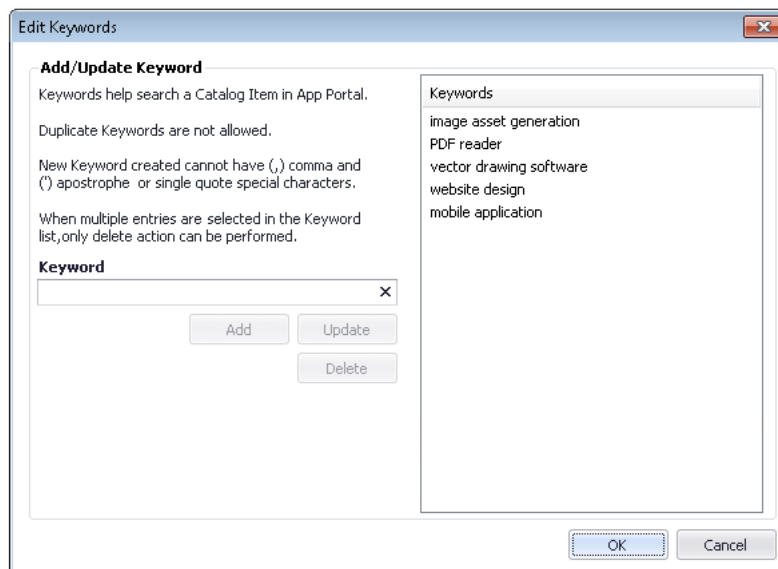 Edit Keywords
Add/Update Keyword
Keywords help search a Catalog Item in App Portal.
Duplicate Keywords are not allowed.
New Keyword created cannot have (,) comma and
(') apostrophe or single quote special characters.
When multiple entries are selected in the Keyword
list,only delete action can be performed.
Keyword
Add
Update
Delete
Keywords
image asset generation
PDF reader
vector drawing software
website design
mobile application
OK
Cancel